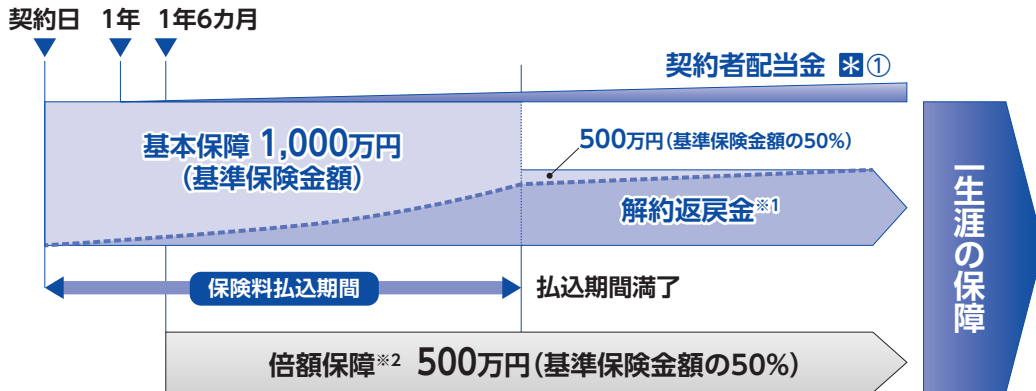 契約日 1年 1年6カ月
契約者配当金 *①
基本保障 1,000万円
(基準保険金額)
500万円(基準保険金額の50%)
解約返戻金※1
保険料払込期間
払込期間満了
倍額保障※2 500万円(基準保険金額の50%)
一生涯の保障